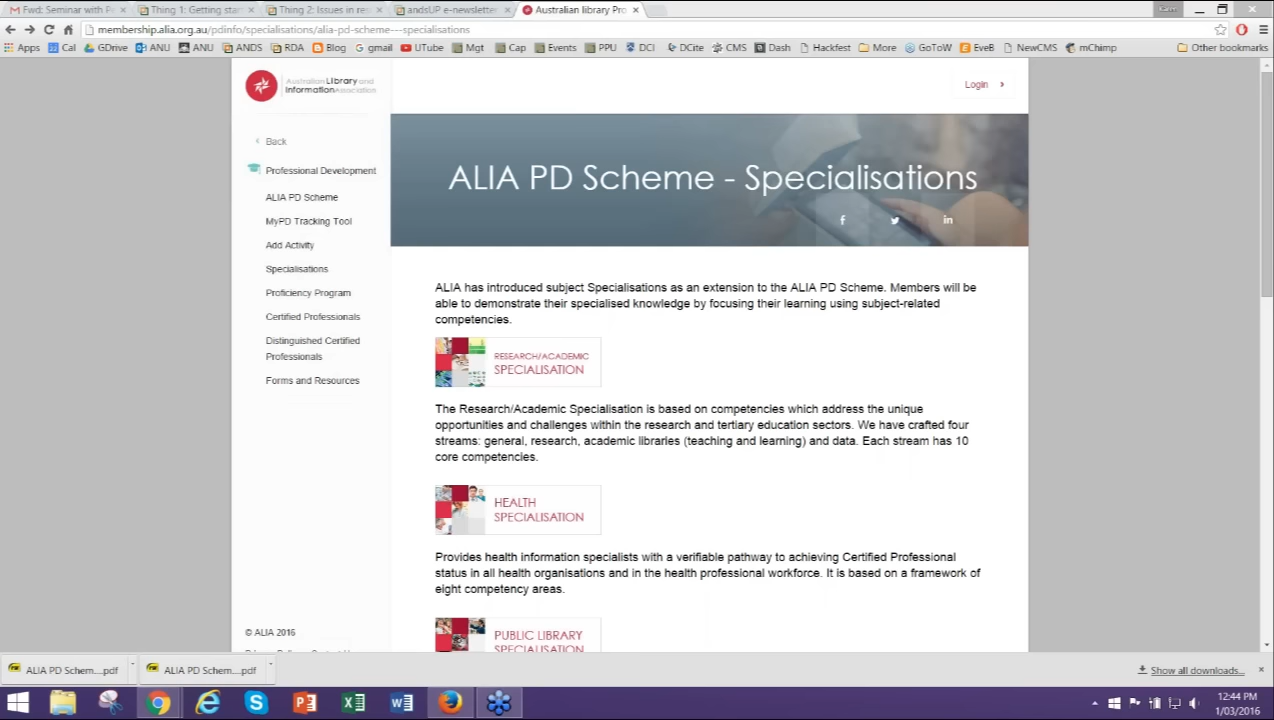 Fwd: Seminar with P
Thing 1: Getting star
Thing 2: Issues in res
andsUP e-newsletter
Australian library Pro
Karen
membership.alia.org.au/pdinfo/specialisations/alia-pd-scheme---specialisations
Apps Cal GDrive ANU ANU ANDS RDA Blog gmail UTube Mgt Cap Events PPU DCI DCite CMS Dash Hackfest More GoToW EveB NewCMS mChimp Other bookmarks
Australian Library and
Information Association
Login
Back
Professional Development
ALIA PD Scheme
MyPD Tracking Tool
Add Activity
Specialisations
Proficiency Program
Certified Professionals
Distinguished Certified
Professionals
Forms and Resources
© ALIA 2016
ALIA PD Scheme - Specialisations
ALIA has introduced subject Specialisations as an extension to the ALIA PD Scheme. Members will be
able to demonstrate their specialised knowledge by focusing their learning using subject-related
competencies.
RESEARCH/ACADEMIC
SPECIALISATION
The Research/Academic Specialisation is based on competencies which address the unique
opportunities and challenges within the research and tertiary education sectors. We have crafted four
streams: general, research, academic libraries (teaching and learning) and data. Each stream has 10
core competencies.
HEALTH
SPECIALISATION
Provides health information specialists with a verifiable pathway to achieving Certified Professional
status in all health organisations and in the health professional workforce. It is based on a framework of
eight competency areas.
PUBLIC LIBRARY
SPECIALISATION
ALIA PD Schem....pdf
ALIA PD Schem....pdf
Show all downloads...
12:44 PM
1/03/2016